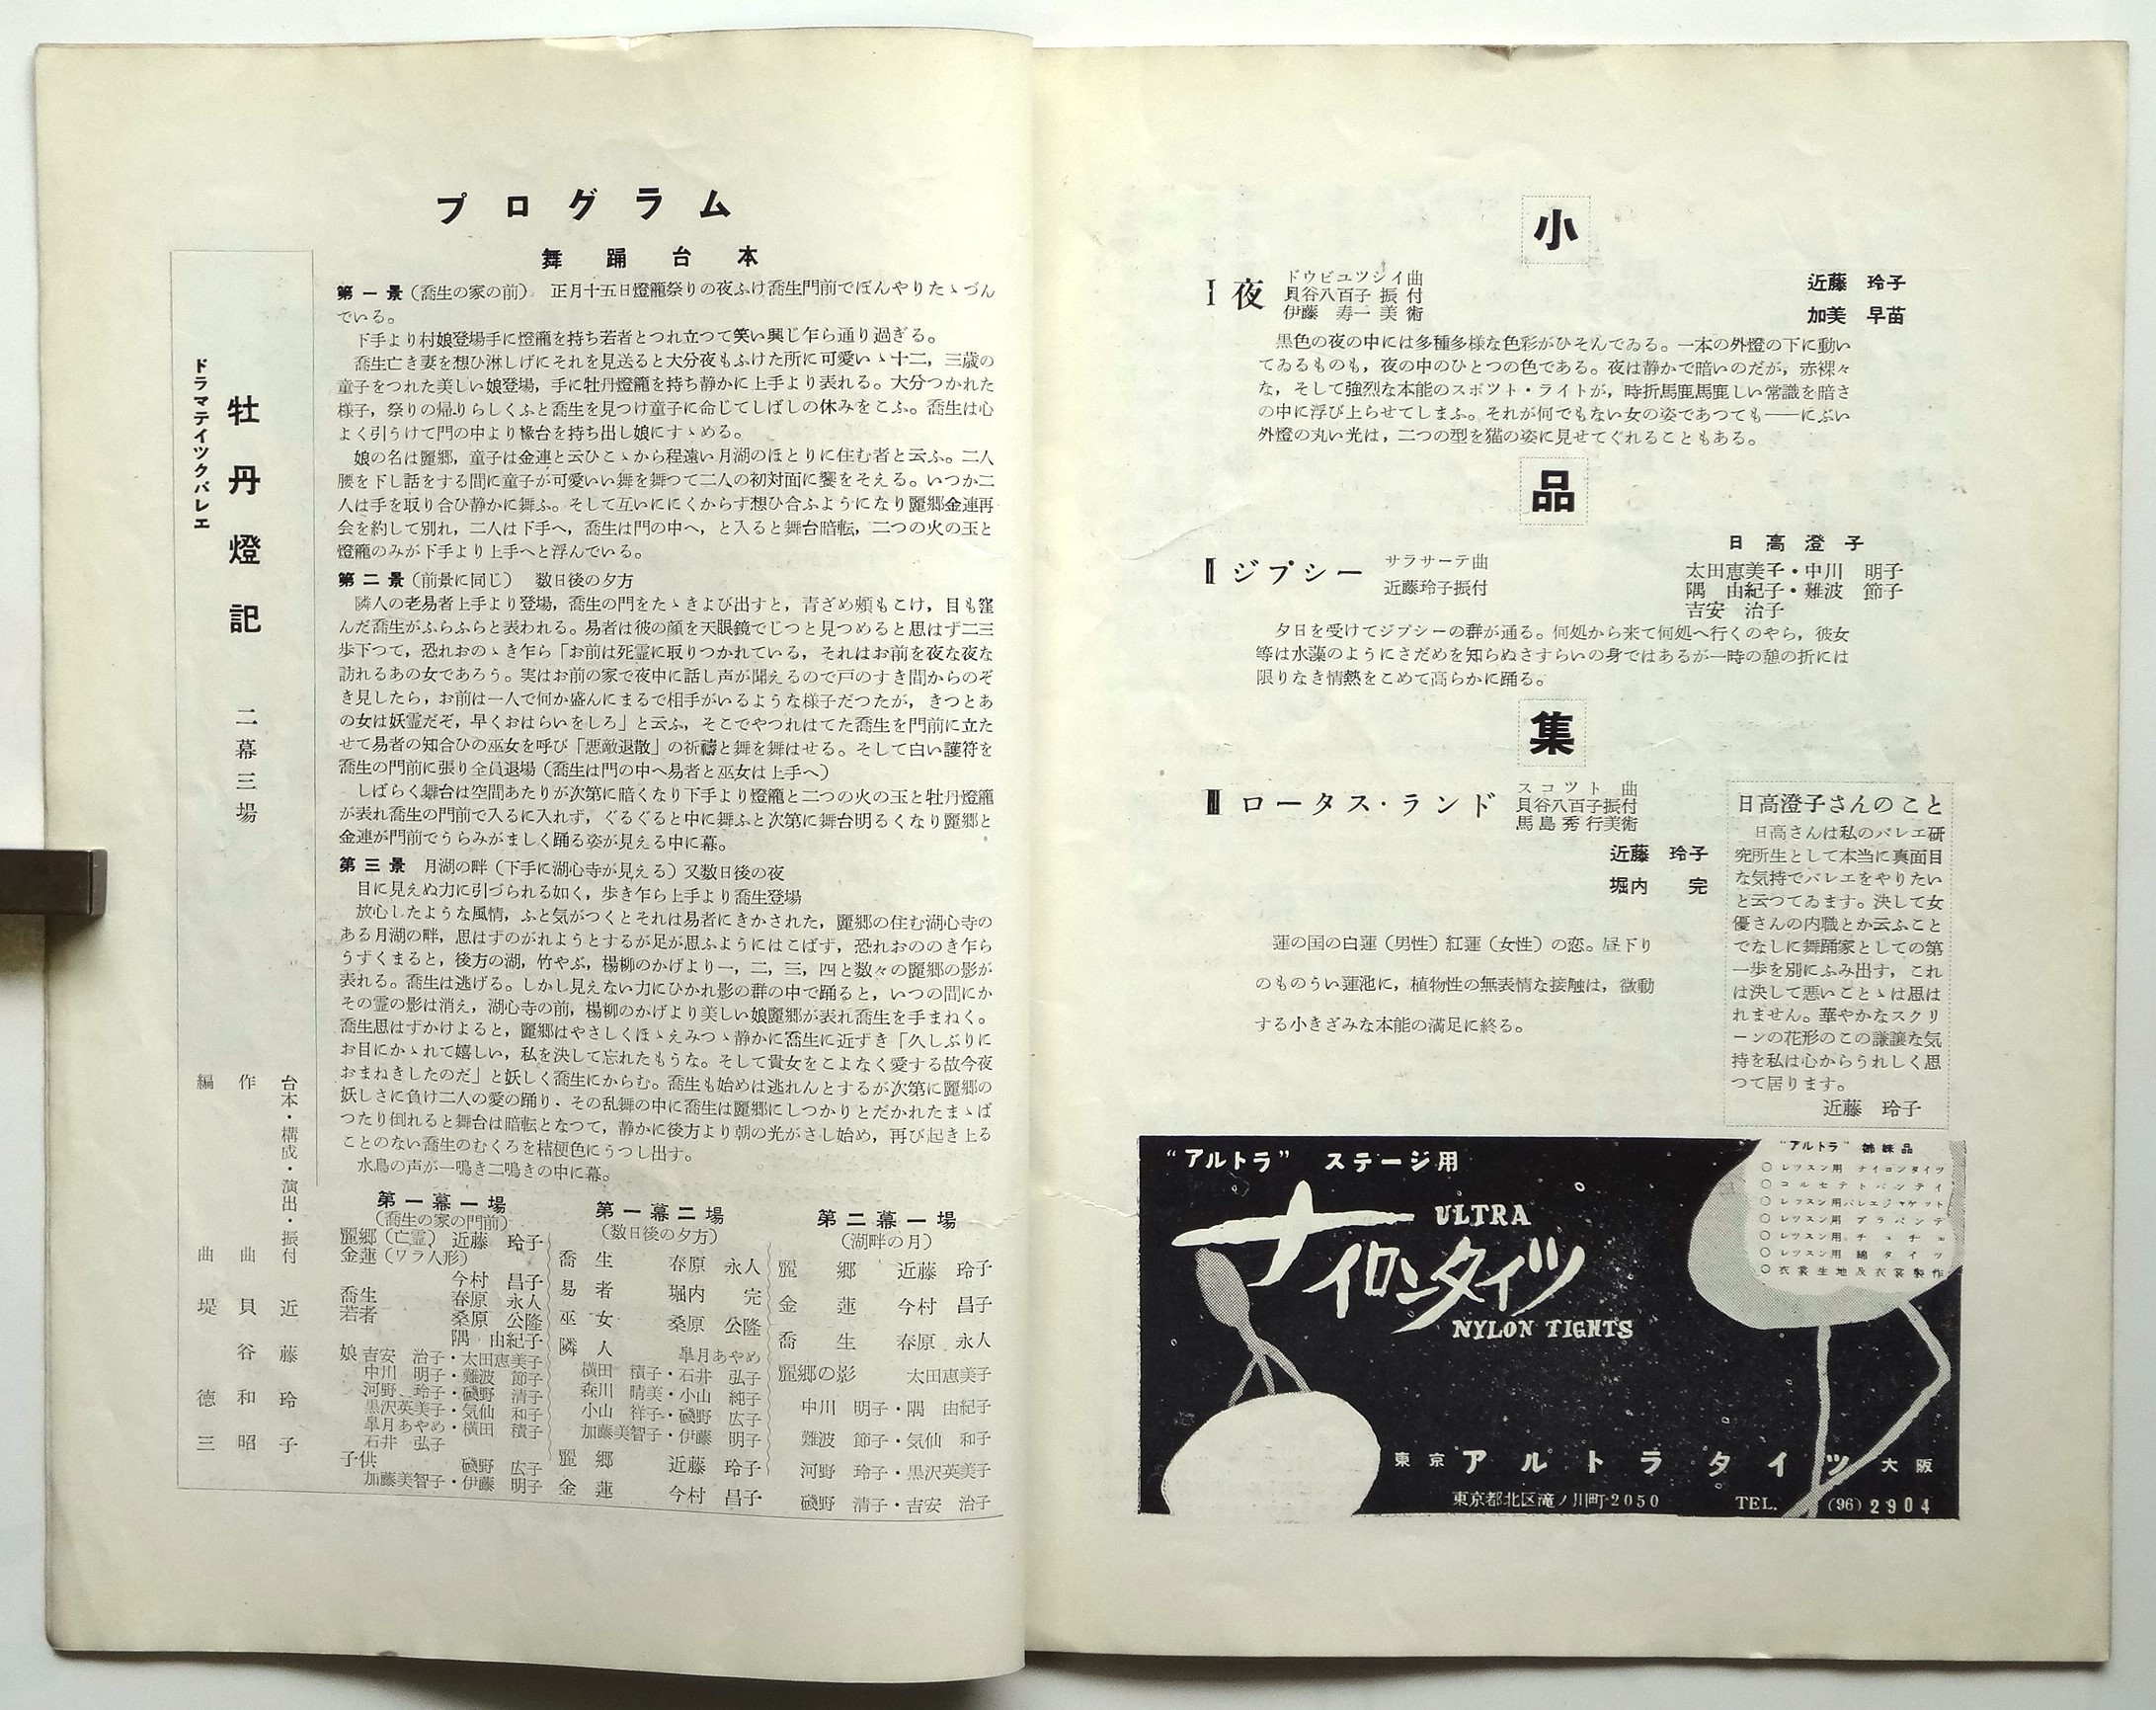 プログラム
舞踊台本
ドラマテイツクバレエ
牡丹燈記 二幕三場
台本・構成・演出・振付 近藤玲子
作曲 貝谷和昭
編曲 堤徳三
第一景（喬生の家の前） 正月十五日燈籠祭りの夜ふけ喬生門前でぼんやりたゝづん
でいる。
下手より村娘登場手に燈籠を持ち若者とつれ立つて笑い興じ乍ら通り過ぎる。
喬生亡き妻を想ひ淋しげにそれを見送ると大分夜もふけた所に可愛いゝ十二，三歳の
童子をつれた美しい娘登場，手に牡丹燈籠を持ち静かに上手より表れる。大分つかれた
様子，祭りの帰りらしくふと喬生を見つけ童子に命じてしばしの休みをこふ。喬生は心
よく引うけて門の中より椽台を持ち出し娘にすゝめる。
娘の名は麗郷，童子は金連と云ひこゝから程遠い月湖のほとりに住む者と云ふ。二人
腰を下し話をする間に童子が可愛いい舞を舞つて二人の初対面に饗をそえる。いつか二
人は手を取り合ひ静かに舞ふ。そして互いににくからず想ひ合ふようになり麗郷金連再
会を約して別れ，二人は下手へ，喬生は門の中へ，と入ると舞台暗転，二つの火の玉と
燈籠のみが下手より上手へと浮んでいる。
第二景（前景に同じ） 数日後の夕方
隣人の老易者上手より登場，喬生の門をたゝきよび出すと，青ざめ頬もこけ，目も窪
んだ喬生がふらふらと表われる。易者は彼の顔を天眼鏡でじつと見つめると思はず二三
歩下つて，恐れおのゝき乍ら「お前は死霊に取りつかれている，それはお前を夜な夜な
訪れるあの女であろう。実はお前の家で夜中に話し声が聞えるので戸のすき間からのぞ
き見したら，お前は一人で何か盛んにまるで相手がいるような様子だつたが，きつとあ
の女は妖霊だぞ，早くおはらいをしろ」と云ふ，そこでやつれはてた喬生を門前に立た
せて易者の知合ひの巫女を呼び「悪敵退散」の祈禱と舞を舞はせる。そして白い護符を
喬生の門前に張り全員退場（喬生は門の中へ易者と巫女は上手へ）
しばらく舞台は空間あたりが次第に暗くなり下手より燈籠と二つの火の玉と牡丹燈籠
が表れ喬生の門前で入るに入れず，ぐるぐると中に舞ふと次第に舞台明るくなり麗郷と
金連が門前でうらみがましく踊る姿が見える中に幕。
第三景 月湖の畔（下手に湖心寺が見える）又数日後の夜
目に見えぬ力に引づられる如く，歩き乍ら上手より喬生登場
放心したような風情，ふと気がつくとそれは易者にきかされた，麗郷の住む湖心寺の
ある月湖の畔，思はずのがれようとするが足が思ふようにはこばず，恐れおののき乍ら
うずくまると，後方の湖，竹やぶ，楊柳のかげより一，二，三，四と数々の麗郷の影が
表れる。喬生は逃げる。しかし見えない力にひかれ影の群の中で踊ると，いつの間にか
その霊の影は消え，湖心寺の前，楊柳のかげより美しい娘麗郷が表れ喬生を手まねく。
喬生思はずかけよると，麗郷はやさしくほゝえみつゝ静かに喬生に近ずき「久しぶりに
お目にかゝれて嬉しい，私を決して忘れたもうな。そして貴女をこよなく愛する故今夜
おまねきしたのだ」と妖しく喬生にからむ。喬生も始めは逃れんとするが次第に麗郷の
妖しさに負け二人の愛の踊り．その乱舞の中に喬生は麗郷にしつかりとだかれたまゝば
つたり倒れると舞台は暗転となつて，静かに後方より朝の光がさし始め，再び起き上る
ことのない喬生のむくろを桔梗色にうつし出す。
水鳥の声が一鳴き二鳴きの中に幕。
第一幕一場
（喬生の家の門前）
麗郷（亡霊） 近藤 玲子
金蓮（ワラ人形）
今村 昌子
喬生 春原 永人
若者 桑原 公隆
隅 由紀子
娘 吉安 治子・太田恵美子
中川 明子・難波 節子
河野 玲子・磯野 清子
黒沢英美子・気仙 和子
皐月あやめ・横田 積子
石井 弘子
子供 磯野 広子
加藤美智子・伊藤 明子
第一幕二場
（数日後の夕方）
喬生 春原 永人
易者 堀内 完
巫女 桑原 公隆
隣人 皐月あやめ
横田 積子・石井 弘子
森川 晴美・小山 純子
小山 祥子・磯野 広子
加藤美智子・伊藤 明子
麗郷 近藤 玲子
金蓮 今村 昌子
第二幕一場
（湖畔の月）
麗郷 近藤 玲子
金蓮 今村 昌子
喬生 春原 永人
麗郷の影 太田恵美子
中川 明子・隅 由紀子
難波 節子・気仙 和子
河野 玲子・黒沢英美子
磯野 清子・吉安 治子
小
Ⅰ 夜
ドウビユツシイ曲
貝谷八百子 振付
伊藤 寿一 美術
近藤 玲子
加美 早苗
黒色の夜の中には多種多様な色彩がひそんでゐる。一本の外燈の下に動い
てゐるものも，夜の中のひとつの色である。夜は静かで暗いのだが，赤裸々
な，そして強烈な本能のスポツト・ライトが，時折馬鹿馬鹿しい常識を暗さ
の中に浮び上らせてしまふ。それが何でもない女の姿であつても――にぶい
外燈の丸い光は，二つの型を猫の姿に見せてぐれることもある。
品
Ⅱ ジプシー
サラサーテ曲
近藤玲子振付
日高澄子
太田恵美子・中川 明子
隅 由紀子・難波 節子
吉安 治子
夕日を受けてジプシーの群が通る。何処から来て何処へ行くのやら，彼女
等は水藻のようにさだめを知らぬさすらいの身ではあるが一時の憩の折には
限りなき情熱をこめて高らかに踊る。
集
Ⅲ ロータス・ランド
スコツト 曲
貝谷八百子振付
馬島秀行美術
近藤 玲子
堀内 完
蓮の国の白蓮（男性）紅蓮（女性）の恋。昼下り
のものうい蓮池に，植物性の無表情な接触は，微動
する小きざみな本能の満足に終る。
日高澄子さんのこと
日高さんは私のバレエ研
究所生として本当に真面目
な気持でバレエをやりたい
と云つてゐます。決して女
優さんの内職とか云ふこと
でなしに舞踊家としての第
一歩を別にふみ出す，これ
は決して悪いことゝは思は
れません。華やかなスクリ
ーンの花形のこの謙譲な気
持を私は心からうれしく思
つて居ります。
近藤 玲子
“アルトラ” ステージ用
ULTRA
ナイロンタイツ
NYLON TIGHTS
“アルトラ” 姉妹品
○ レツスン用 ナイロンタイツ
○ コルセテトパンテイ
○ レツスン用バレエジャケット
○ レツスン用 ブラパンテ
○ レツスン用 チュチェ
○ レツスン用 綿タイツ
○ 衣裳生地及衣裳製作
東京 アルトラタイツ 大阪
東京都北区滝ノ川町2050 TEL. (96) 2904